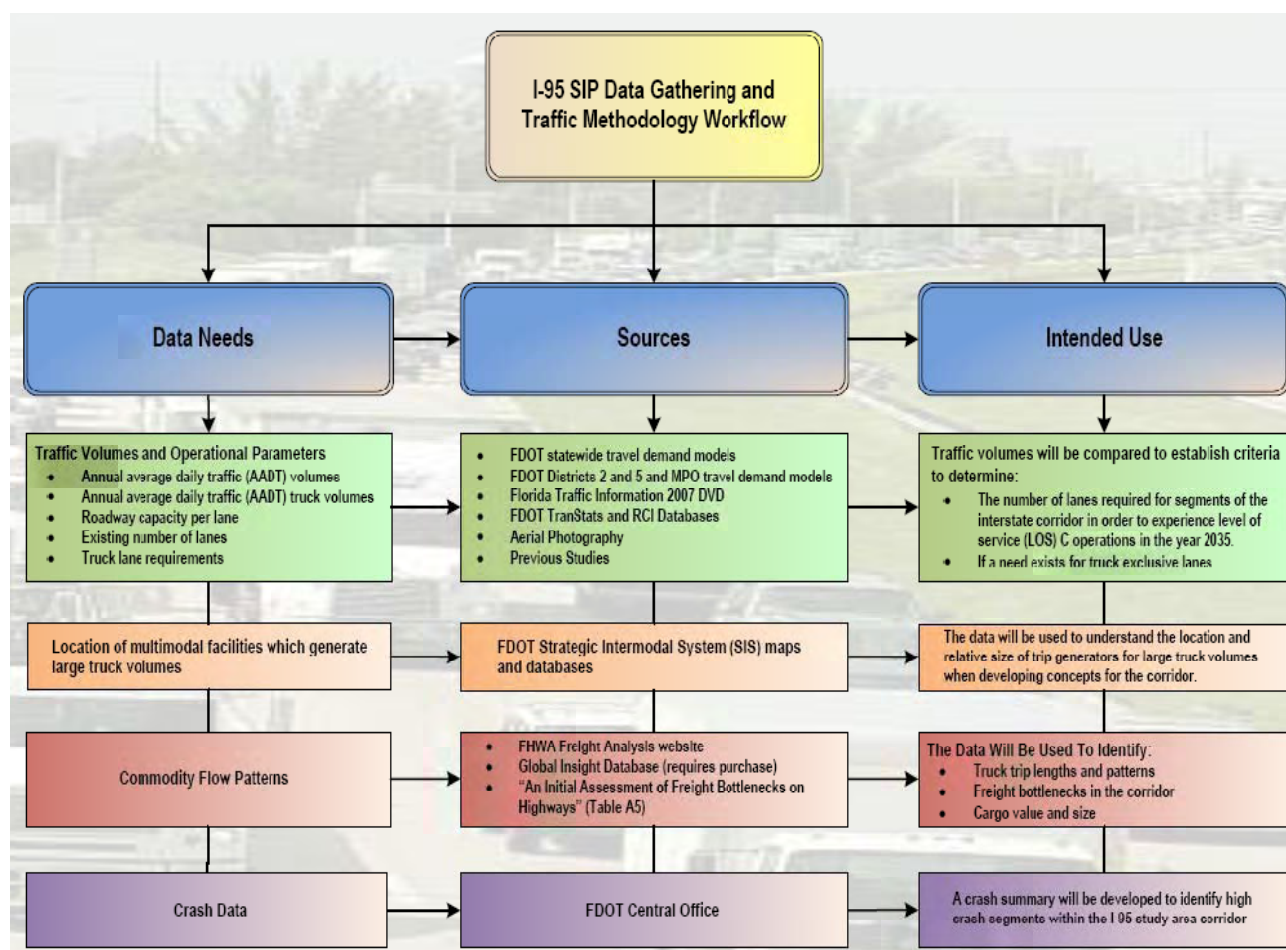 I-95 SIP Data Gathering and
Traffic Methodology Workflow
Data Needs
Sources
Intended Use
Traffic Volumes and Operational Parameters
• Annual average daily traffic (AADT) volumes
• Annual average daily traffic (AADT) truck volumes
• Roadway capacity per lane
• Existing number of lanes
• Truck lane requirements
• FDOT statewide travel demand models
• FDOT Districts 2 and 5 and MPO travel demand models
• Florida Traffic Information 2007 DVD
• FDOT TranStats and RCI Databases
• Aerial Photography
• Previous Studies
Traffic volumes will be compared to establish criteria
to determine:
• The number of lanes required for segments of the
interstate corridor in order to experience level of
service (LOS) C operations in the year 2035.
• If a need exists for truck exclusive lanes
Location of multimodal facilities which generate
large truck volumes
FDOT Strategic Intermodal System (SIS) maps
and databases
The data will be used to understand the location and
relative size of trip generators for large truck volumes
when developing concepts for the corridor.
Commodity Flow Patterns
• FHWA Freight Analysis website
• Global Insight Database (requires purchase)
• “An Initial Assessment of Freight Bottlenecks on
Highways” (Table A5)
The Data Will Be Used To Identify:
• Truck trip lengths and patterns
• Freight bottlenecks in the corridor
• Cargo value and size
Crash Data
FDOT Central Office
A crash summary will be developed to identify high
crash segments within the I-95 study area corridor